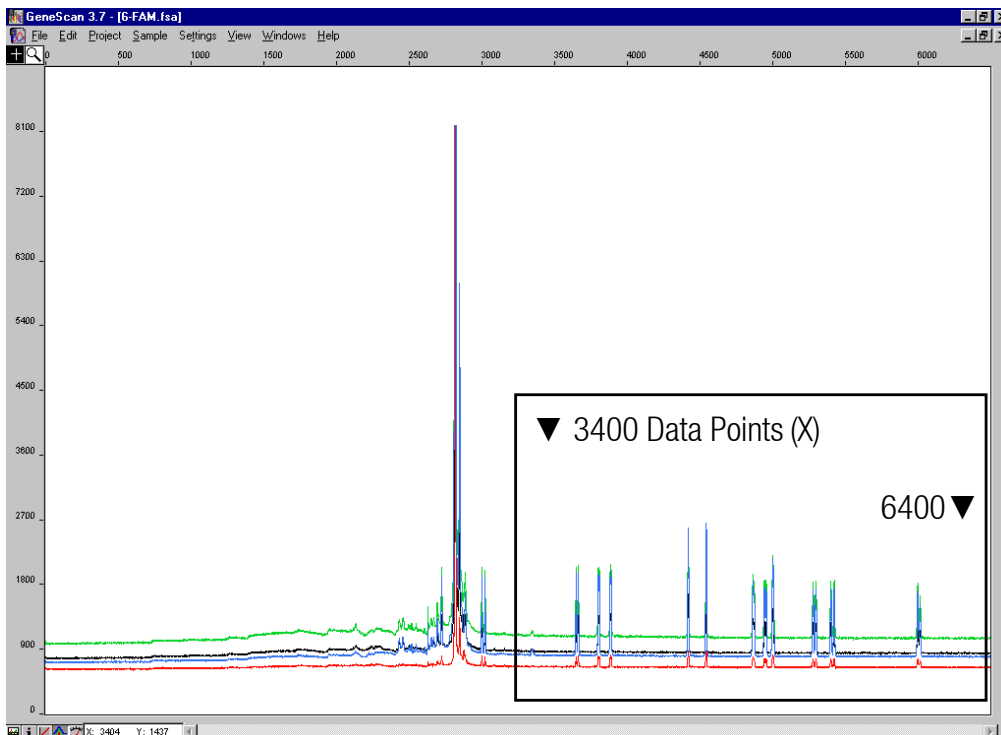 GeneScan 3.7 - [6-FAM.fsa]
File Edit Project Sample Settings View Windows Help
0 500 1000 1500 2000 2500 3000 3500 4000 4500 5000 5500 6000
8100
7200
6300
5400
4500
3600
2700
1800
900
0
▼ 3400 Data Points (X)
6400 ▼
X: 3404 Y: 1437